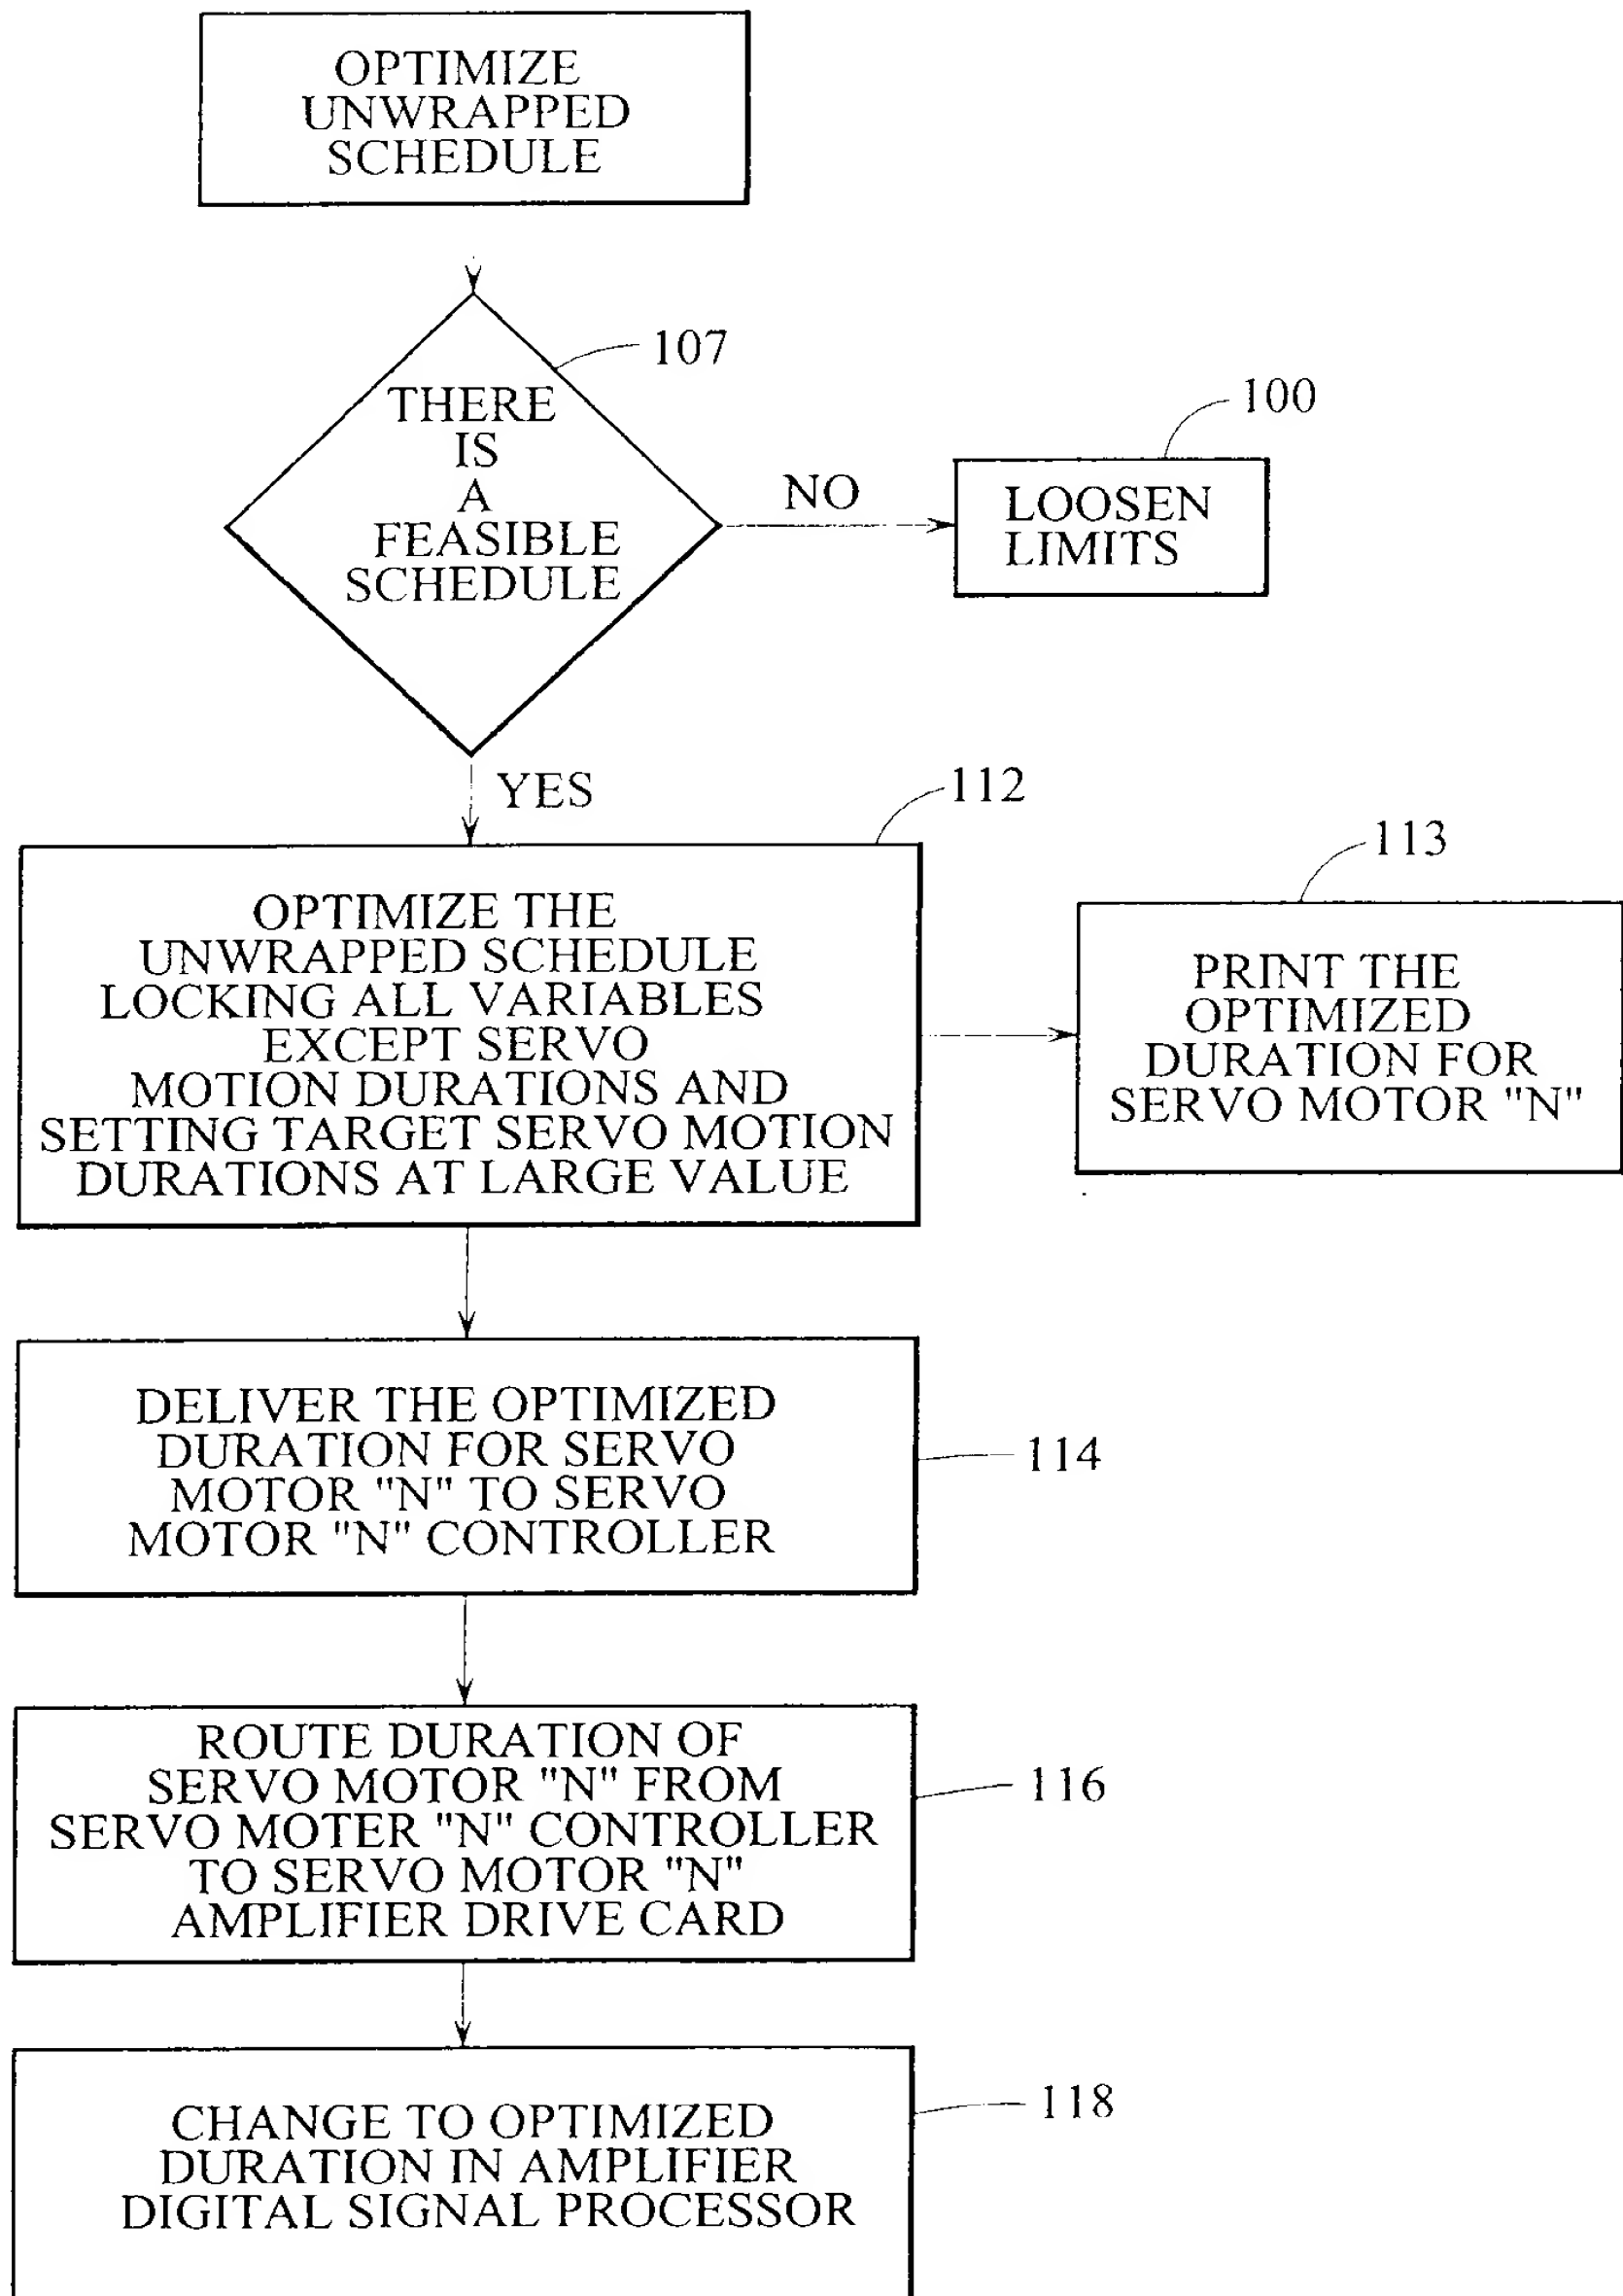 OPTIMIZE
UNWRAPPED
SCHEDULE
107
THERE
IS
A
FEASIBLE
SCHEDULE
NO
100
LOOSEN
LIMITS
YES
112
OPTIMIZE THE
UNWRAPPED SCHEDULE
LOCKING ALL VARIABLES
EXCEPT SERVO
MOTION DURATIONS AND
SETTING TARGET SERVO MOTION
DURATIONS AT LARGE VALUE
113
PRINT THE
OPTIMIZED
DURATION FOR
SERVO MOTOR "N"
DELIVER THE OPTIMIZED
DURATION FOR SERVO
MOTOR "N" TO SERVO
MOTOR "N" CONTROLLER
114
ROUTE DURATION OF
SERVO MOTOR "N" FROM
SERVO MOTER "N" CONTROLLER
TO SERVO MOTOR "N"
AMPLIFIER DRIVE CARD
116
CHANGE TO OPTIMIZED
DURATION IN AMPLIFIER
DIGITAL SIGNAL PROCESSOR
118